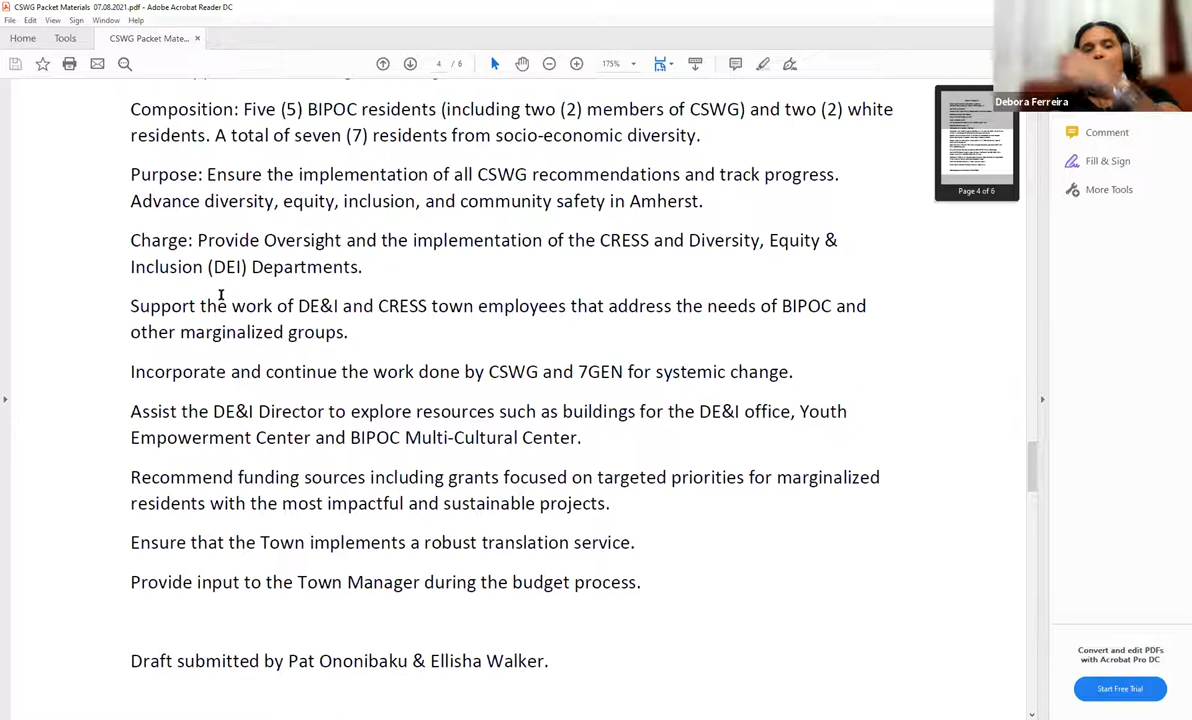 CSWG Packet Materials 07.08.2021.pdf - Adobe Acrobat Reader DC
File Edit View Sign Window Help
Home Tools CSWG Packet Mate... ×
4 / 6 175%
Composition: Five (5) BIPOC residents (including two (2) members of CSWG) and two (2) white
residents. A total of seven (7) residents from socio-economic diversity.
Purpose: Ensure the implementation of all CSWG recommendations and track progress.
Advance diversity, equity, inclusion, and community safety in Amherst.
Charge: Provide Oversight and the implementation of the CRESS and Diversity, Equity &
Inclusion (DEI) Departments.
Support the work of DE&I and CRESS town employees that address the needs of BIPOC and
other marginalized groups.
Incorporate and continue the work done by CSWG and 7GEN for systemic change.
Assist the DE&I Director to explore resources such as buildings for the DE&I office, Youth
Empowerment Center and BIPOC Multi-Cultural Center.
Recommend funding sources including grants focused on targeted priorities for marginalized
residents with the most impactful and sustainable projects.
Ensure that the Town implements a robust translation service.
Provide input to the Town Manager during the budget process.
Draft submitted by Pat Ononibaku & Ellisha Walker.
Debora Ferreira
Page 4 of 6
Comment
Fill & Sign
More Tools
Convert and edit PDFs
with Acrobat Pro DC
Start Free Trial